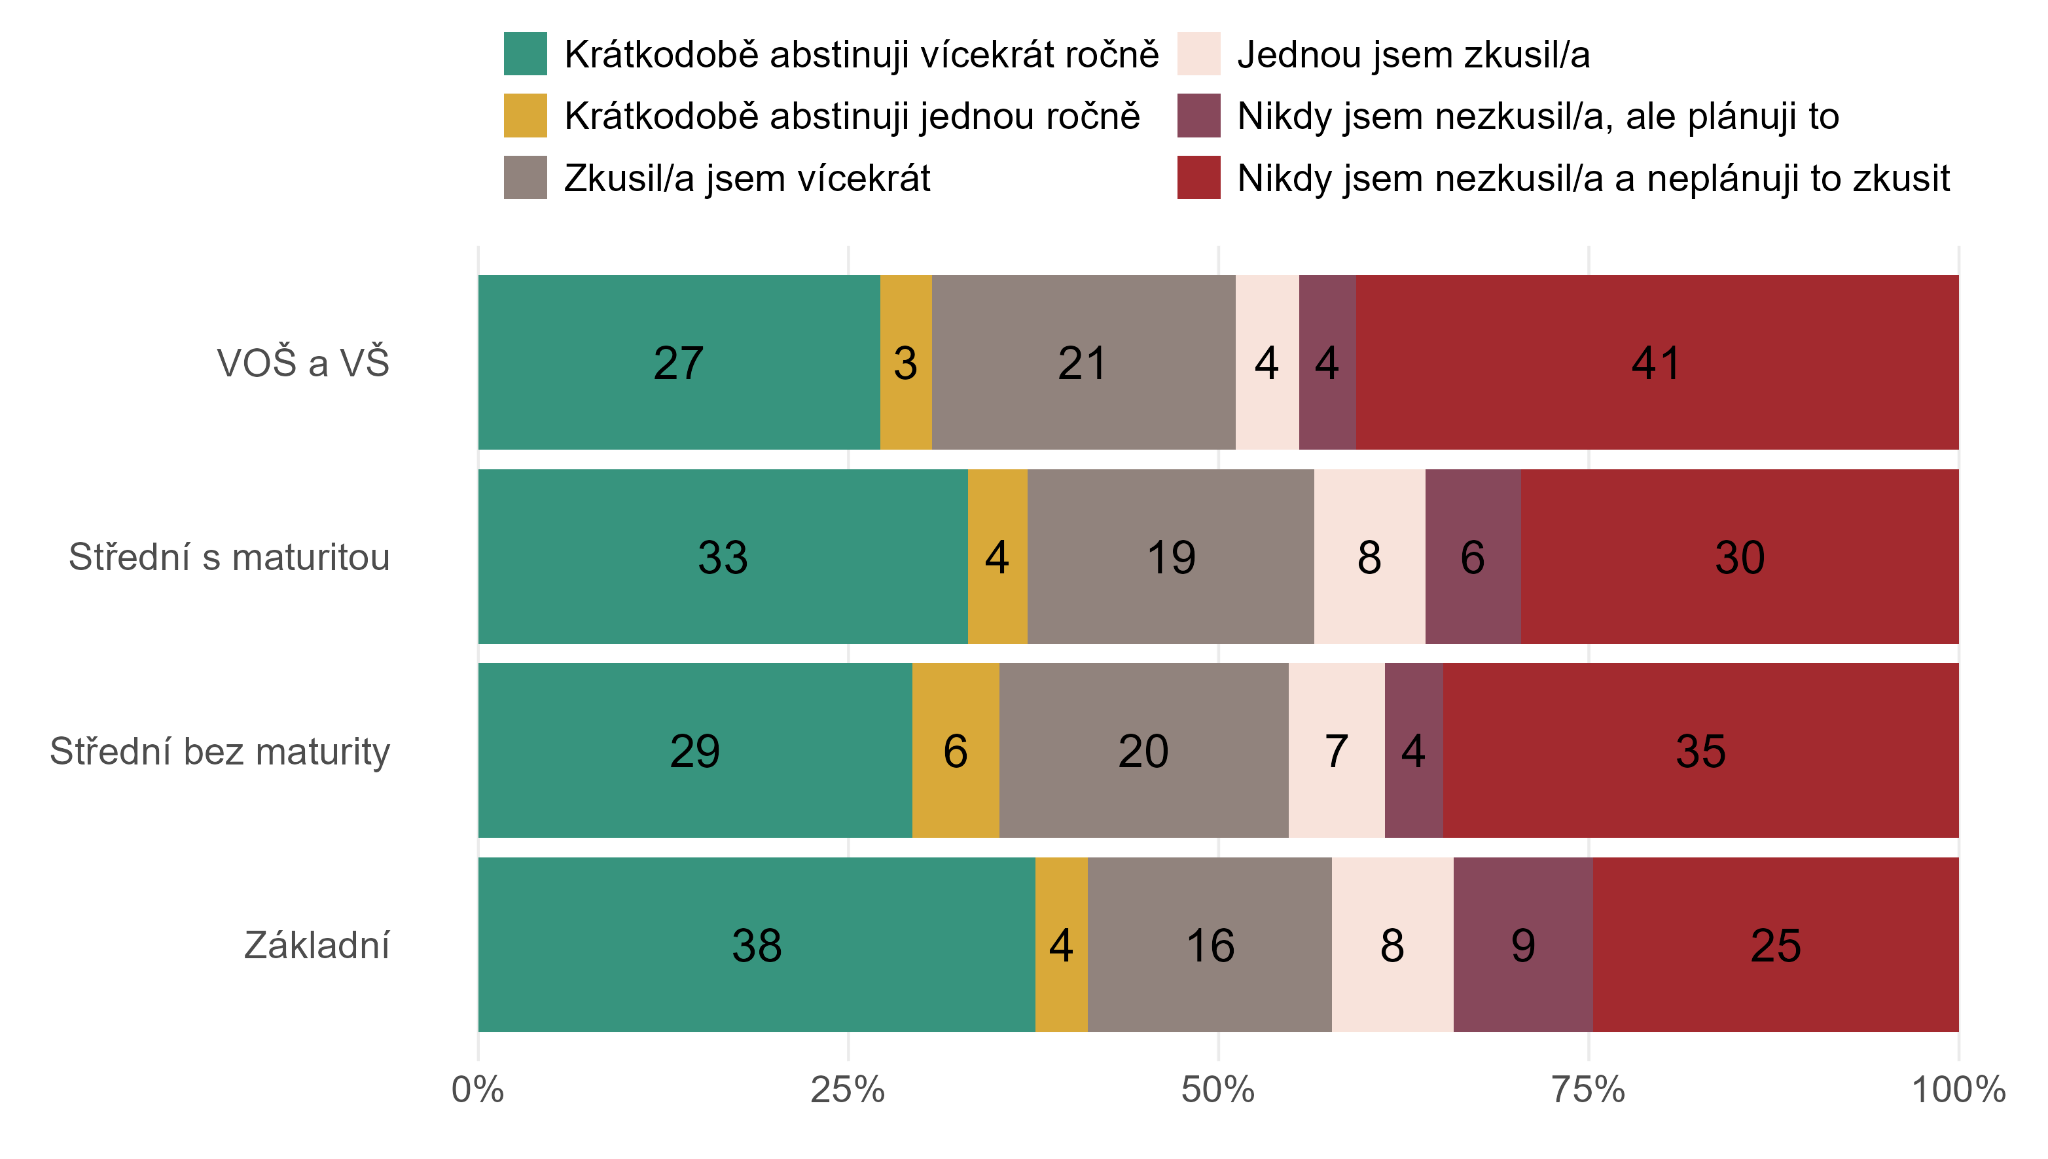 Krátkodobě abstinuji vícekrát ročně
Krátkodobě abstinuji jednou ročně
Zkusil/a jsem vícekrát
Jednou jsem zkusil/a
Nikdy jsem nezkusil/a, ale plánuji to
Nikdy jsem nezkusil/a a neplánuji to zkusit
VOŠ a VŠ 27 3 21 4 4 41
Střední s maturitou 33 4 19 8 6 30
Střední bez maturity 29 6 20 7 4 35
Základní 38 4 16 8 9 25
0% 25% 50% 75% 100%